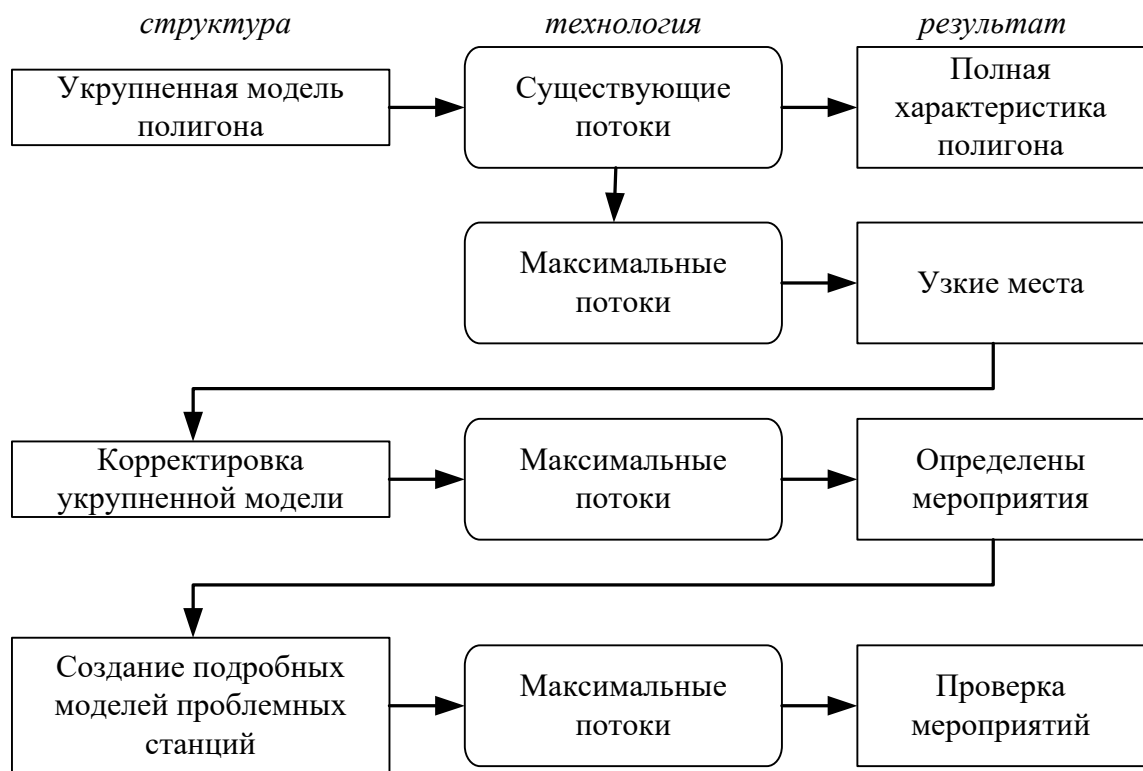 структура
технология
результат
Укрупненная модель
полигона
Существующие
потоки
Полная
характеристика
полигона
Максимальные
потоки
Узкие места
Корректировка
укрупненной модели
Максимальные
потоки
Определены
мероприятия
Создание подробных
моделей проблемных
станций
Максимальные
потоки
Проверка
мероприятий